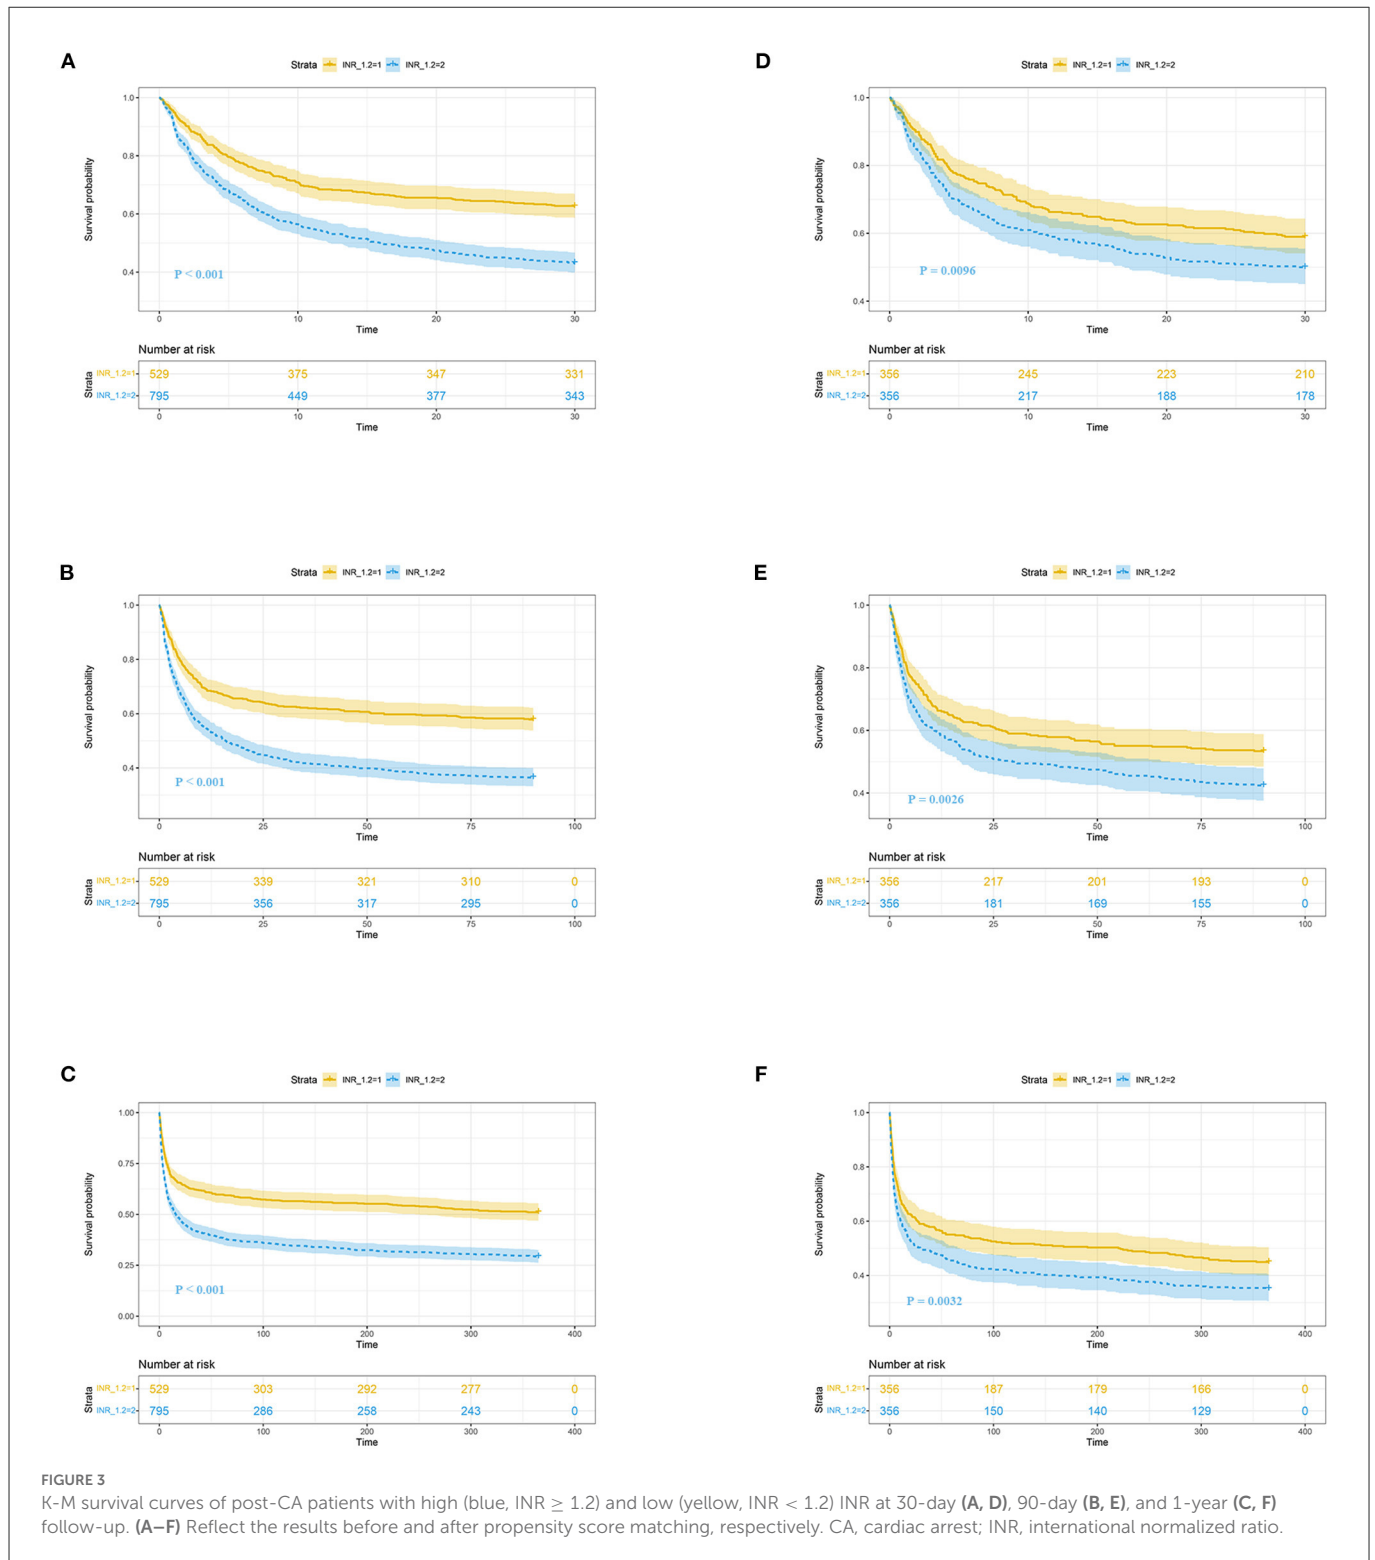 A
Strata INR_1.2=1 INR_1.2=2
1.0
0.8
0.6
0.4
Survival probability
P < 0.001
0 10 20 30
Time
Number at risk
Strata
INR_1.2=1 529 375 347 331
INR_1.2=2 795 449 377 343
0 10 20 30
Time
D
Strata INR_1.2=1 INR_1.2=2
1.0
0.8
0.6
0.4
Survival probability
P = 0.0096
0 10 20 30
Time
Number at risk
Strata
INR_1.2=1 356 245 223 210
INR_1.2=2 356 217 188 178
0 10 20 30
Time
B
Strata INR_1.2=1 INR_1.2=2
1.0
0.8
0.6
0.4
Survival probability
P < 0.001
0 25 50 75 100
Time
Number at risk
Strata
INR_1.2=1 529 339 321 310 0
INR_1.2=2 795 356 317 295 0
0 25 50 75 100
Time
E
Strata INR_1.2=1 INR_1.2=2
1.0
0.8
0.6
0.4
Survival probability
P = 0.0026
0 25 50 75 100
Time
Number at risk
Strata
INR_1.2=1 356 217 201 193 0
INR_1.2=2 356 181 169 155 0
0 25 50 75 100
Time
C
Strata INR_1.2=1 INR_1.2=2
1.00
0.75
0.50
0.25
0.00
Survival probability
P < 0.001
0 100 200 300 400
Time
Number at risk
Strata
INR_1.2=1 529 303 292 277 0
INR_1.2=2 795 286 258 243 0
0 100 200 300 400
Time
F
Strata INR_1.2=1 INR_1.2=2
1.0
0.8
0.6
0.4
Survival probability
P = 0.0032
0 100 200 300 400
Time
Number at risk
Strata
INR_1.2=1 356 187 179 166 0
INR_1.2=2 356 150 140 129 0
0 100 200 300 400
Time
FIGURE 3
K-M survival curves of post-CA patients with high (blue, INR ≥ 1.2) and low (yellow, INR < 1.2) INR at 30-day (A, D), 90-day (B, E), and 1-year (C, F)
follow-up. (A–F) Reflect the results before and after propensity score matching, respectively. CA, cardiac arrest; INR, international normalized ratio.